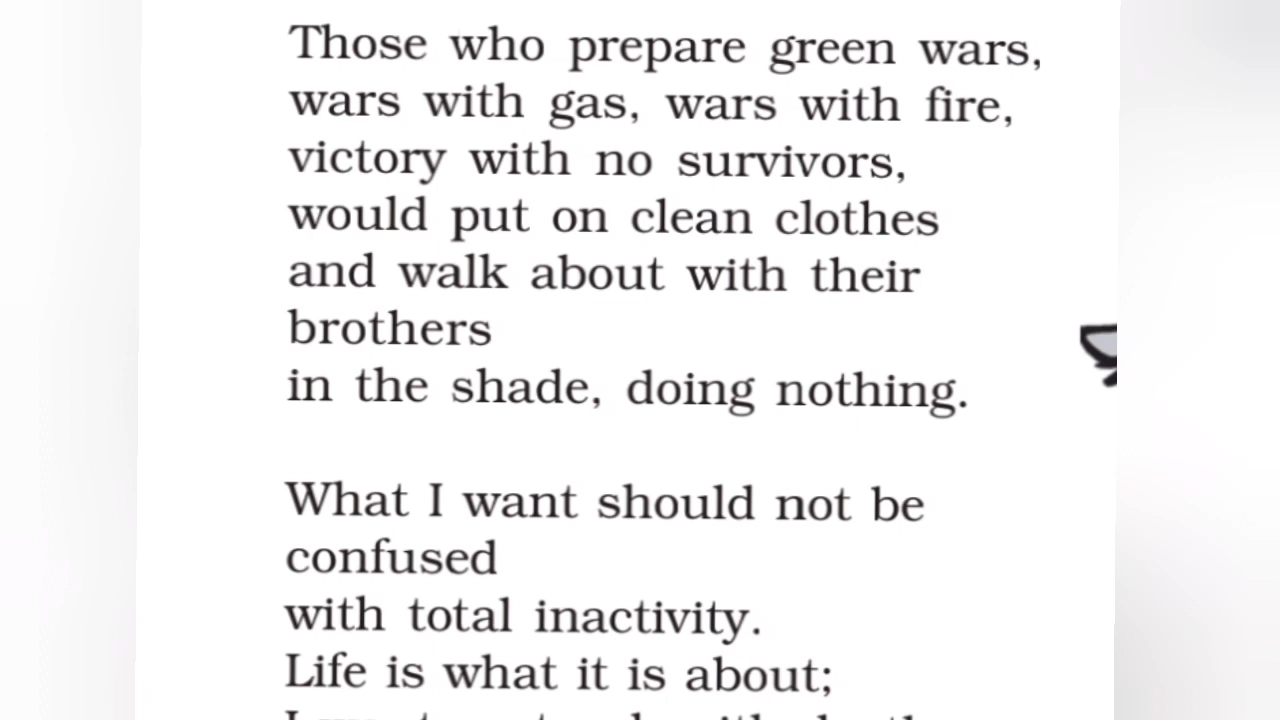 Those who prepare green wars,
wars with gas, wars with fire,
victory with no survivors,
would put on clean clothes
and walk about with their
brothers
in the shade, doing nothing.
What I want should not be
confused
with total inactivity.
Life is what it is about;